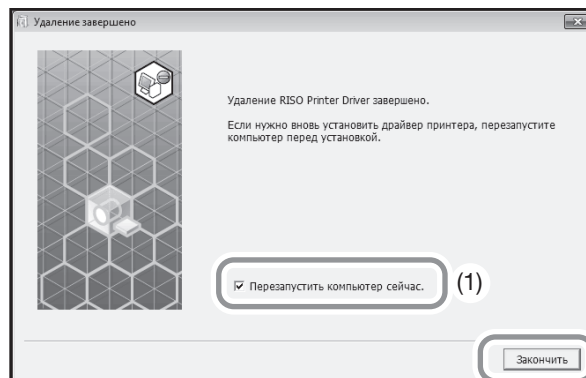 Удаление завершено
Удаление RISO Printer Driver завершено.
Если нужно вновь установить драйвер принтера, перезапустите
компьютер перед установкой.
Перезапустить компьютер сейчас.
(1)
Закончить